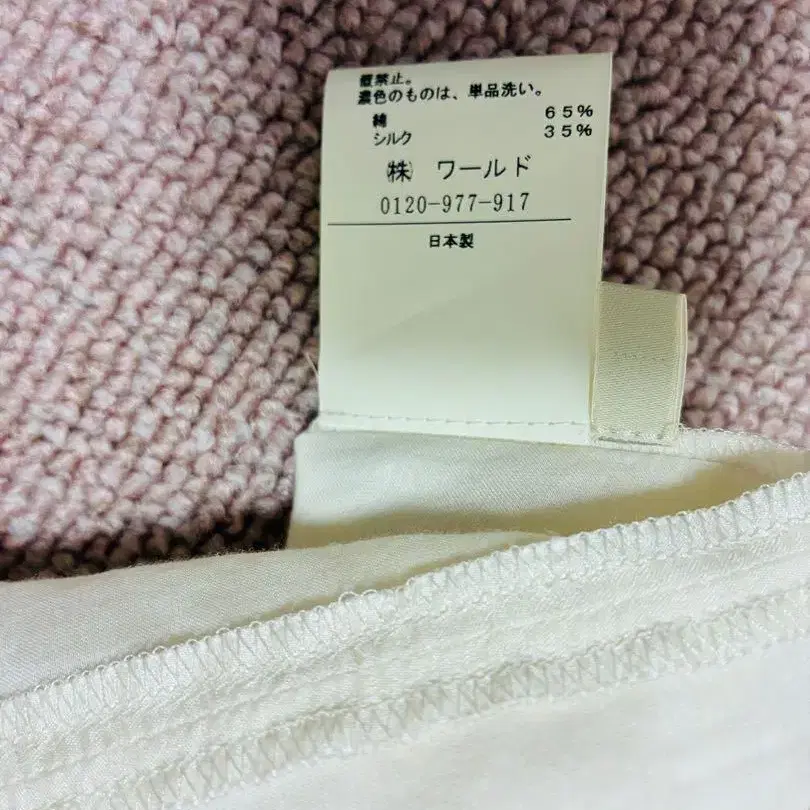 禁止。
濃色のものは、単品洗い。
綿 65%
シルク 35%
㈱ ワールド
0120-977-917
日本製